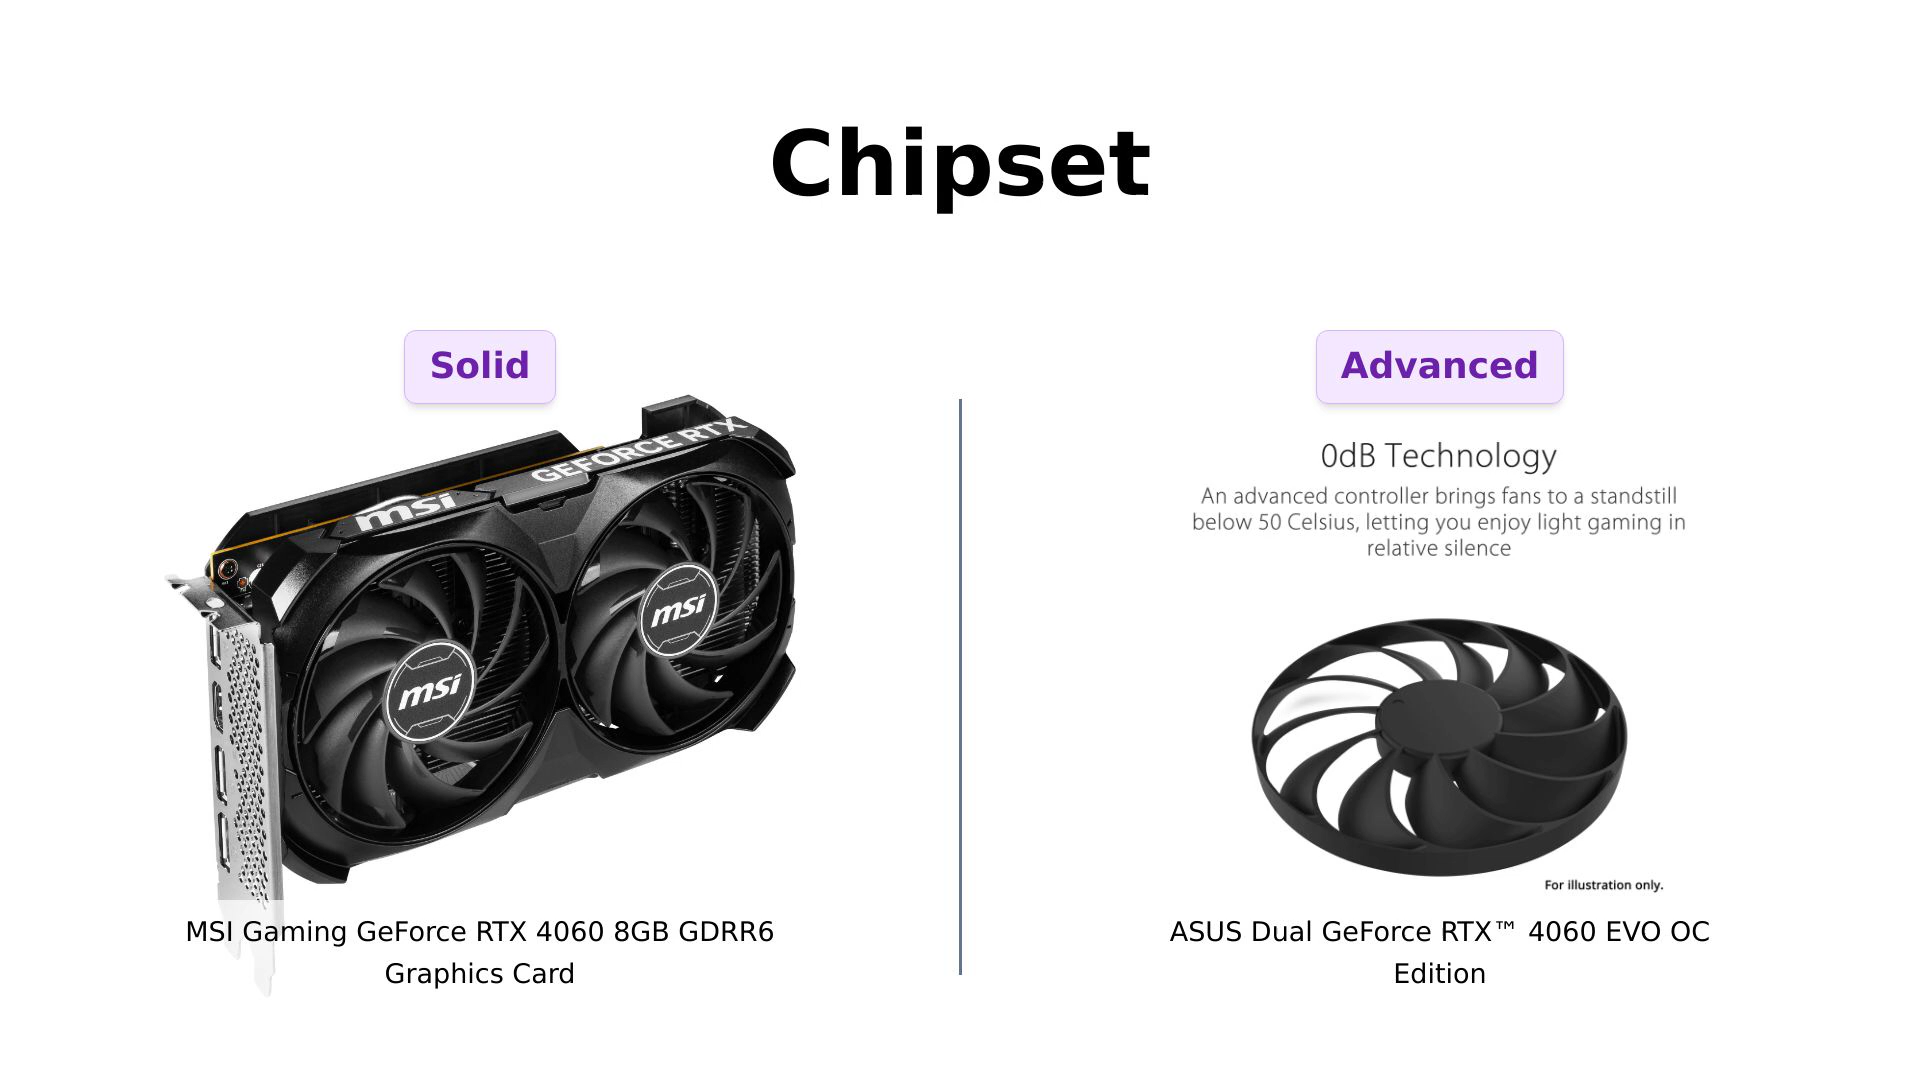 Chipset
Solid
Advanced
GEFORCE RTX
msi
msi
msi
0dB Technology
An advanced controller brings fans to a standstill
below 50 Celsius, letting you enjoy light gaming in
relative silence
For illustration only.
MSI Gaming GeForce RTX 4060 8GB GDRR6
Graphics Card
ASUS Dual GeForce RTX™ 4060 EVO OC
Edition